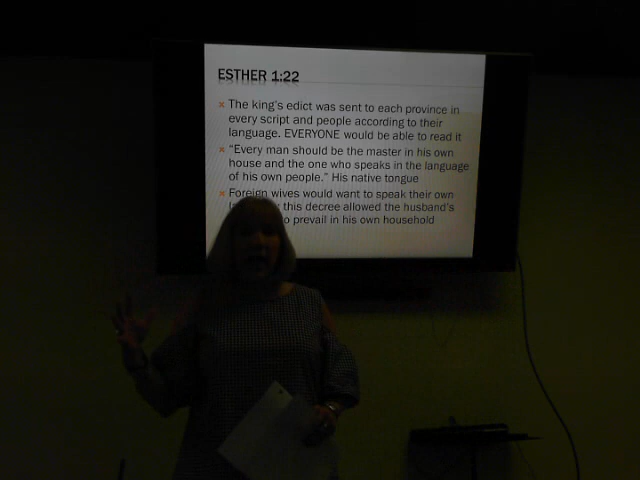 ESTHER 1:22
The king's edict was sent to each province in
every script and people according to their
language. EVERYONE would be able to read it
"Every man should be the master in his own
house and the one who speaks in the language
of his own people." His native tongue
Foreign wives would want to speak their own
this decree allowed the husband's
prevail in his own household